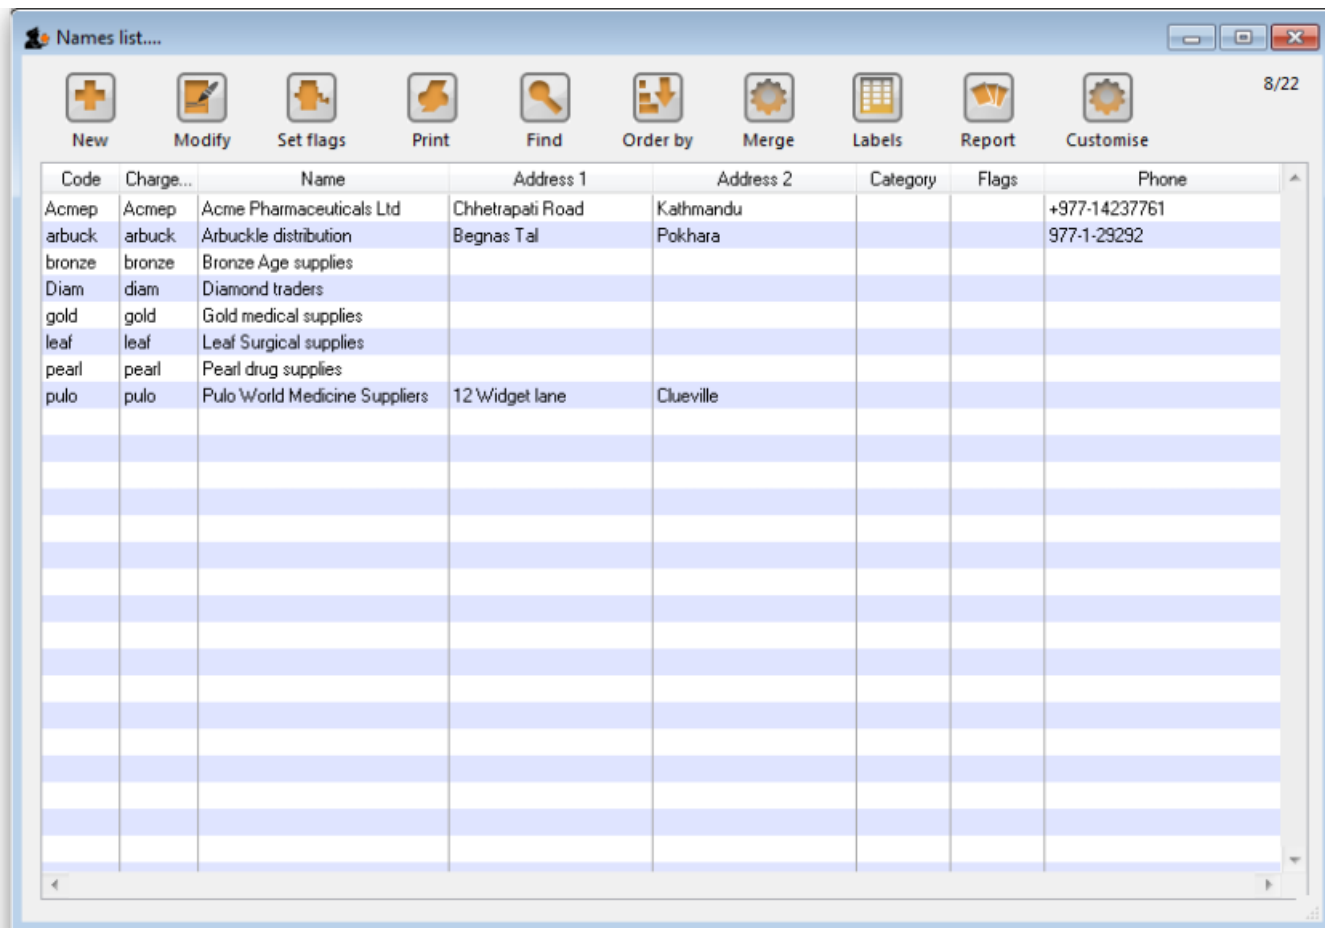 Names list....
8/22
New Modify Set flags Print Find Order by Merge Labels Report Customise
Code Charge... Name Address 1 Address 2 Category Flags Phone
Acmep Acmep Acme Pharmaceuticals Ltd Chhetrapati Road Kathmandu +977-14237761
arbuck arbuck Arbuckle distribution Begnas Tal Pokhara 977-1-29292
bronze bronze Bronze Age supplies
Diam diam Diamond traders
gold gold Gold medical supplies
leaf leaf Leaf Surgical supplies
pearl pearl Pearl drug supplies
pulo pulo Pulo World Medicine Suppliers 12 Widget lane Clueville